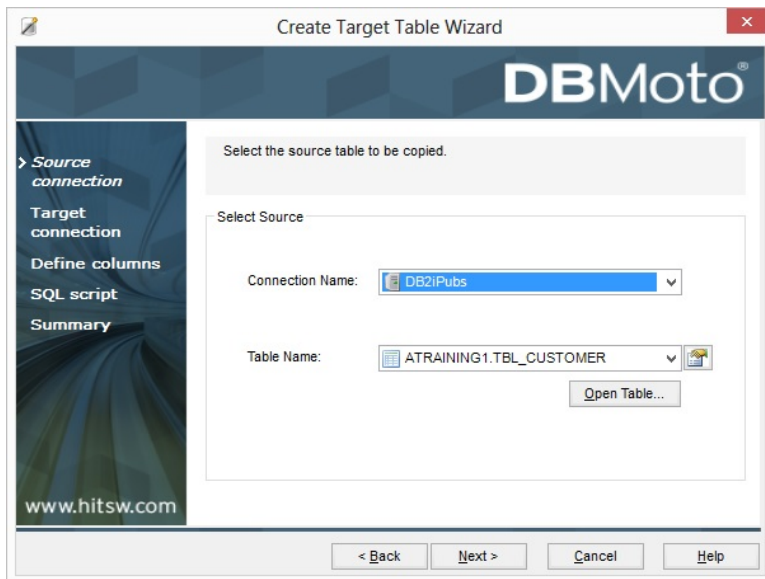 Create Target Table Wizard
DBMoto®
Source
connection
Target
connection
Define columns
SQL script
Summary
www.hitsw.com
Select the source table to be copied.
Select Source
Connection Name:
DB2iPubs
Table Name:
ATRAINING1.TBL_CUSTOMER
Open Table...
< Back
Next >
Cancel
Help